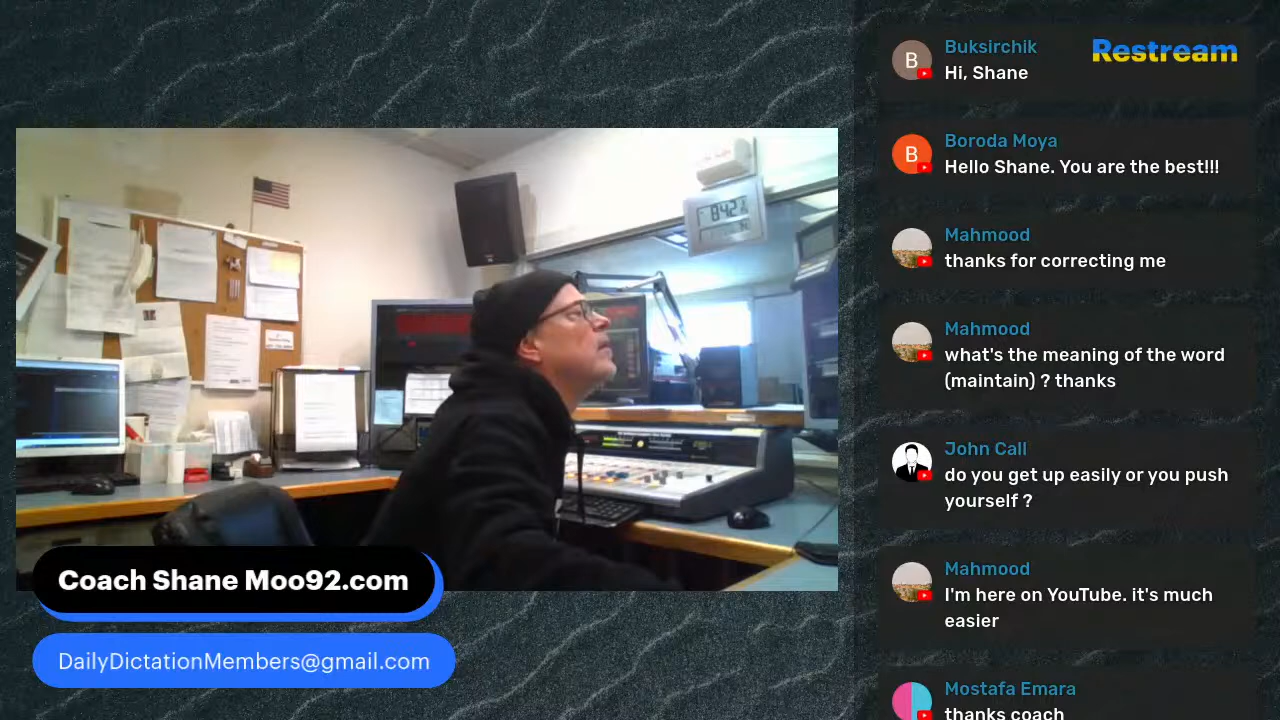 Restream
Buksirchik
Hi, Shane
Boroda Moya
Hello Shane. You are the best!!!
Mahmood
thanks for correcting me
Mahmood
what's the meaning of the word
(maintain) ? thanks
John Call
do you get up easily or you push
yourself ?
Mahmood
I'm here on YouTube. it's much
easier
Mostafa Emara
thanks coach
B
B
8:42
Coach Shane Moo92.com
DailyDictationMembers@gmail.com